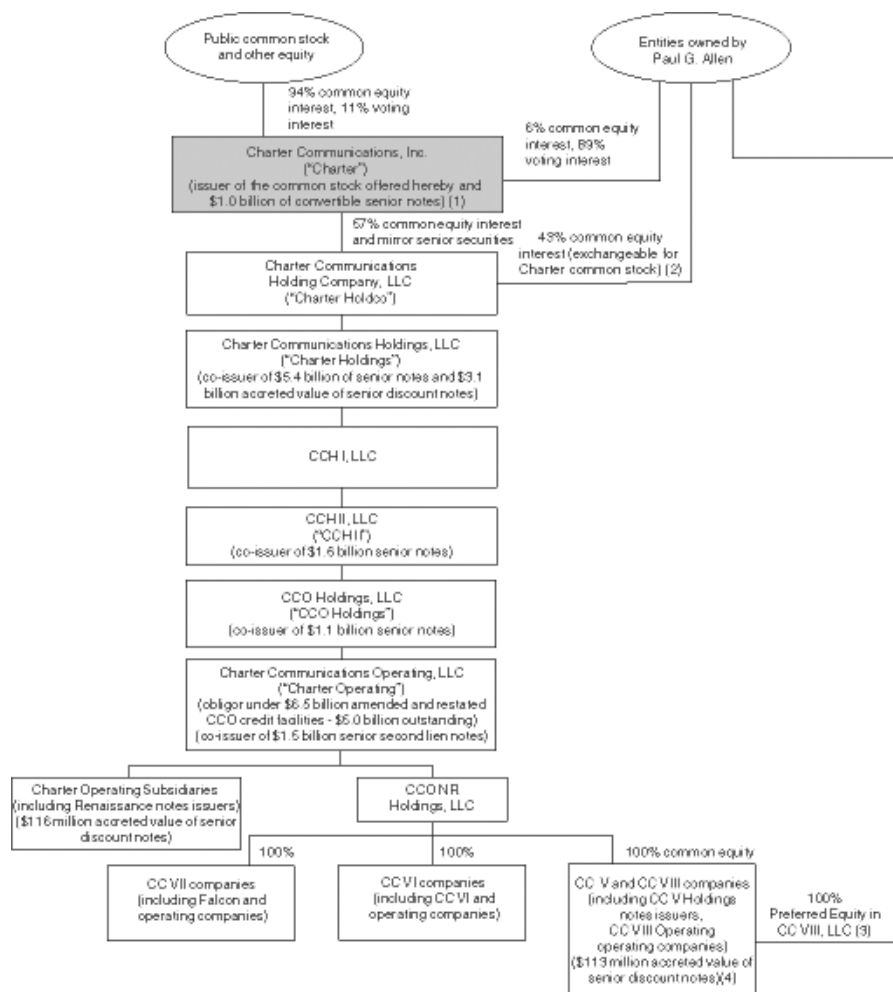 Public common stock
and other equity
Entities owned by
Paul G. Allen
94% common equity
interest, 11% voting
interest
6% common equity
interest, 89%
voting interest
Charter Communications, Inc.
("Charter")
(issuer of the common stock offered hereby and
$1.0 billion of convertible senior notes) (1)
57% common equity interest
and mirror senior securities
43% common equity
interest (exchangeable for
Charter common stock) (2)
Charter Communications
Holding Company, LLC
("Charter Holdco")
Charter Communications Holdings, LLC
("Charter Holdings")
(co-issuer of $5.4 billion of senior notes and $3.1
billion accreted value of senior discount notes)
CCH I, LLC
CCH II, LLC
("CCH II")
(co-issuer of $1.6 billion senior notes)
CCO Holdings, LLC
("CCO Holdings")
(co-issuer of $1.1 billion senior notes)
Charter Communications Operating, LLC
("Charter Operating")
(obligor under $6.5 billion amended and restated
CCO credit facilities - $5.0 billion outstanding)
(co-issuer of $1.5 billion senior second lien notes)
Charter Operating Subsidiaries
(including Renaissance notes issuers)
($116 million accreted value of senior
discount notes)
CCO NR
Holdings, LLC
100%
100%
100% common equity
CC VII companies
(including Falcon and
operating companies)
CC VI companies
(including CC VI and
operating companies)
CC V and CC VIII companies
(including CC V Holdings
notes issuers,
CC VIII Operating
operating companies)
($113 million accreted value of
senior discount notes)(4)
100%
Preferred Equity in
CC VIII, LLC (3)